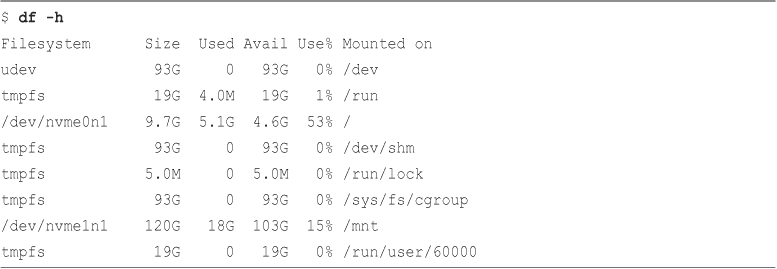 $ df -h
Filesystem      Size  Used Avail Use% Mounted on
udev             93G     0   93G   0% /dev
tmpfs            19G  4.0M   19G   1% /run
/dev/nvme0n1    9.7G  5.1G  4.6G  53% /
tmpfs            93G     0   93G   0% /dev/shm
tmpfs           5.0M     0  5.0M   0% /run/lock
tmpfs            93G     0   93G   0% /sys/fs/cgroup
/dev/nvme1n1    120G   18G  103G  15% /mnt
tmpfs            19G     0   19G   0% /run/user/60000